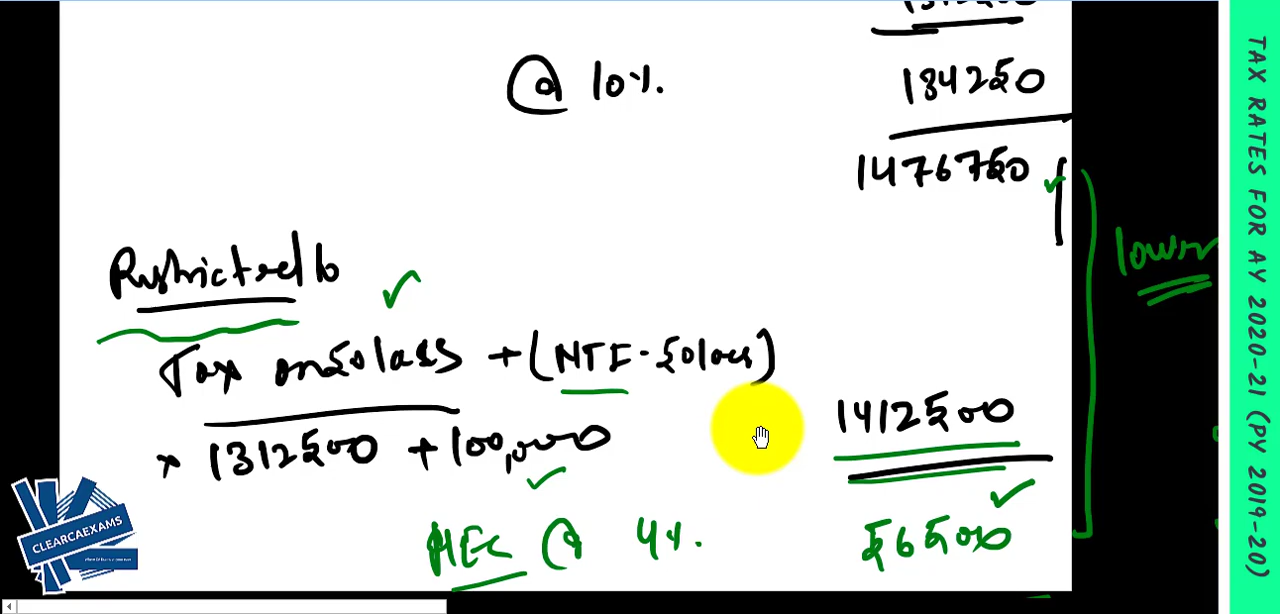 @ 10%.
134250
1476750
Restricted to
lower
Tax on 50 lacs + (NTI - 50 lacs)
1412500
1312500 + 100,000
HEC @ 4%.
56500
CLEARCAEXAMS
TAX RATES FOR AY 2020-21 (PY 2019-20)